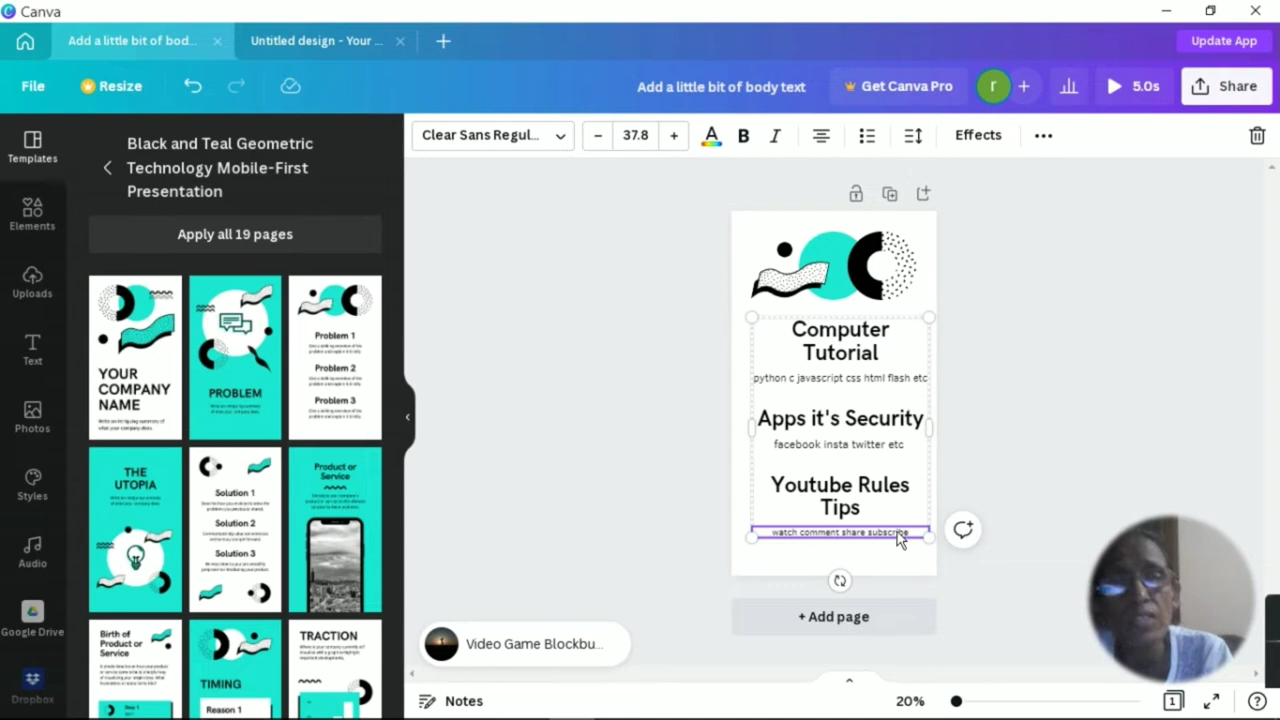 Canva
Add a little bit of bod...
Untitled design - Your ...
Update App
File
Resize
Add a little bit of body text
Get Canva Pro
r
5.0s
Share
Templates
Elements
Uploads
Text
Photos
Styles
Audio
Google Drive
Dropbox
Black and Teal Geometric
Technology Mobile-First
Presentation
Apply all 19 pages
YOUR
COMPANY
NAME
PROBLEM
Problem 1
Problem 2
Problem 3
THE
UTOPIA
Solution 1
Solution 2
Solution 3
Product or
Service
Birth of
Product or
Service
Step 1
TIMING
Reason 1
TRACTION
Clear Sans Regul...
– 37.8 +
A B I
Effects
Computer
Tutorial
python c javascript css html flash etc
Apps it's Security
facebook insta twitter etc
Youtube Rules
Tips
watch comment share subscribe
+ Add page
Video Game Blockbu...
Notes
20%
1
?